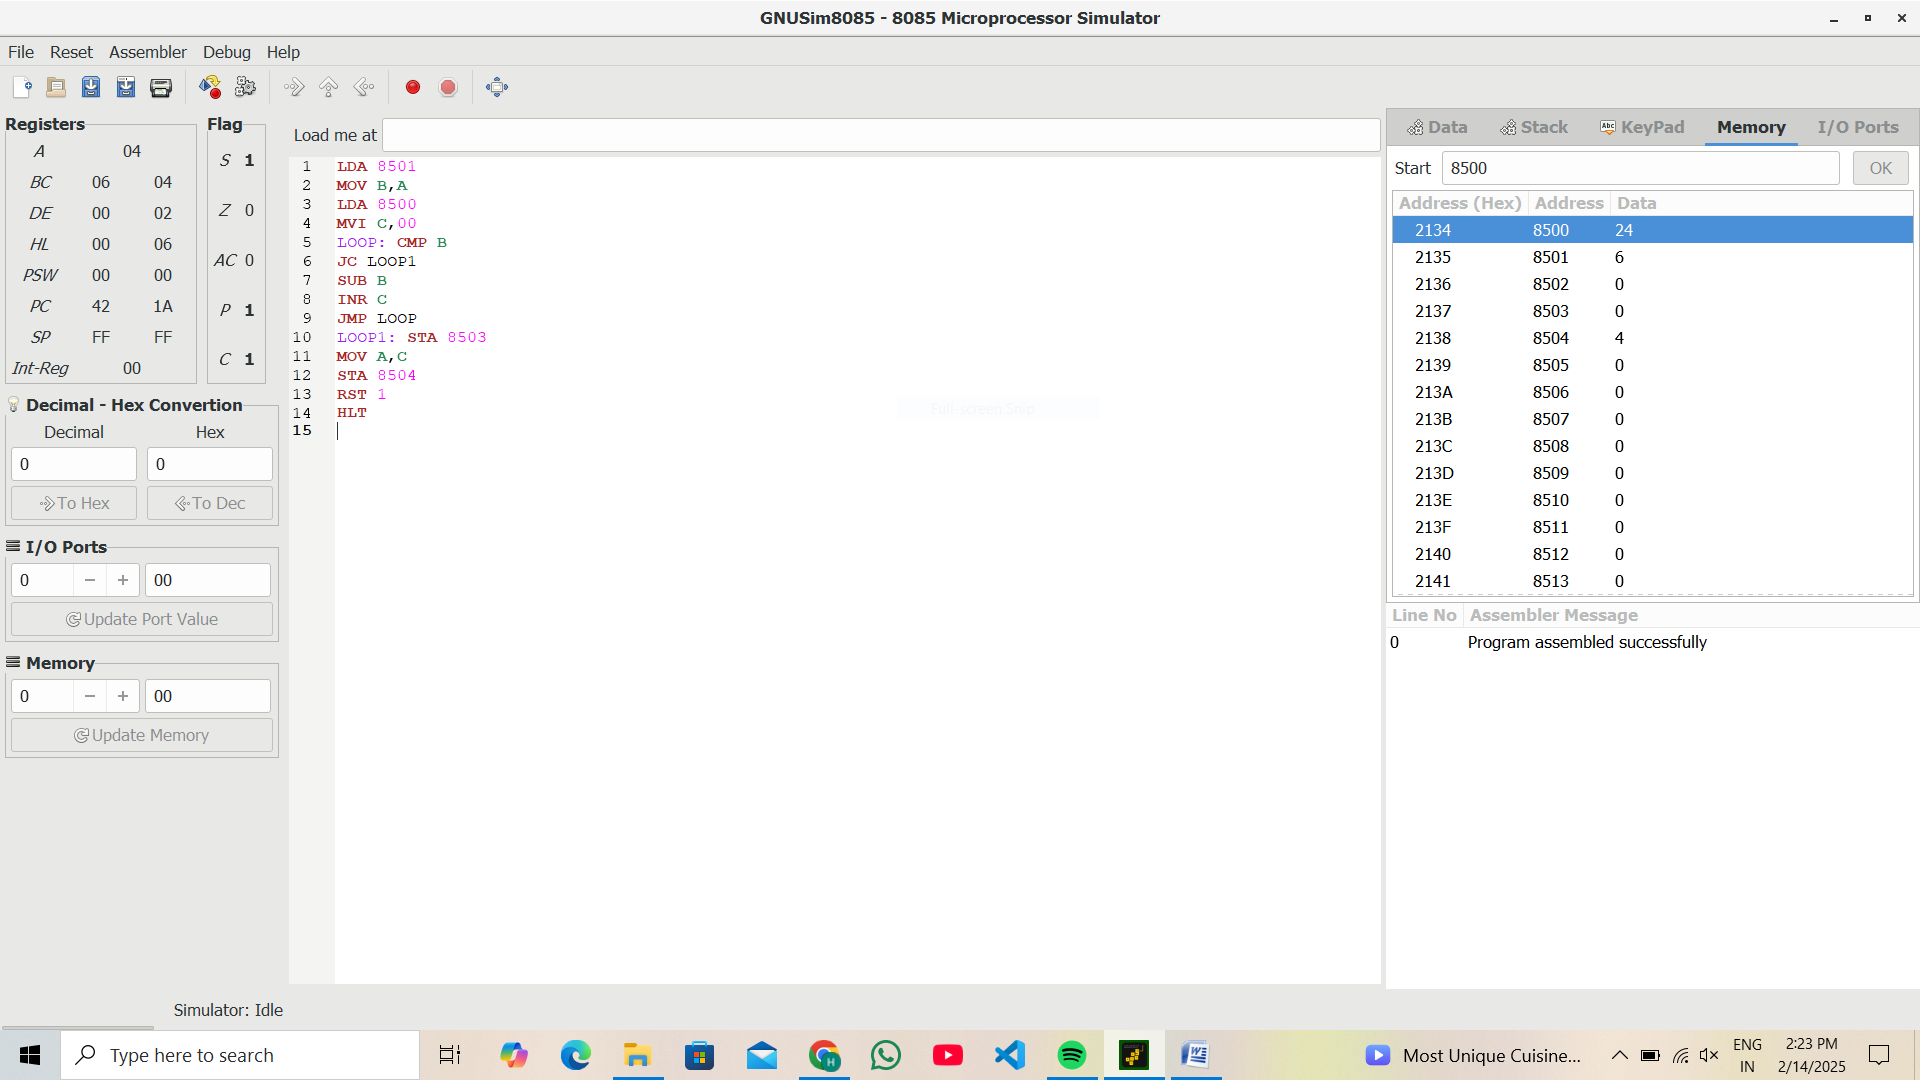 GNUSim8085 - 8085 Microprocessor Simulator
File Reset Assembler Debug Help
Registers
A 04
BC 06 04
DE 00 02
HL 00 06
PSW 00 00
PC 42 1A
SP FF FF
Int-Reg 00
Flag
S 1
Z 0
AC 0
P 1
C 1
Decimal - Hex Convertion
Decimal Hex
0 0
To Hex To Dec
I/O Ports
0 − + 00
Update Port Value
Memory
0 − + 00
Update Memory
Load me at
1 LDA 8501
2 MOV B,A
3 LDA 8500
4 MVI C,00
5 LOOP: CMP B
6 JC LOOP1
7 SUB B
8 INR C
9 JMP LOOP
10 LOOP1: STA 8503
11 MOV A,C
12 STA 8504
13 RST 1
14 HLT
15
Full-screen Snip
Data Stack Abc KeyPad Memory I/O Ports
Start 8500 OK
Address (Hex) Address Data
2134 8500 24
2135 8501 6
2136 8502 0
2137 8503 0
2138 8504 4
2139 8505 0
213A 8506 0
213B 8507 0
213C 8508 0
213D 8509 0
213E 8510 0
213F 8511 0
2140 8512 0
2141 8513 0
Line No Assembler Message
0 Program assembled successfully
Simulator: Idle
Type here to search
H
W
Most Unique Cuisine...
ENG
IN
2:23 PM
2/14/2025